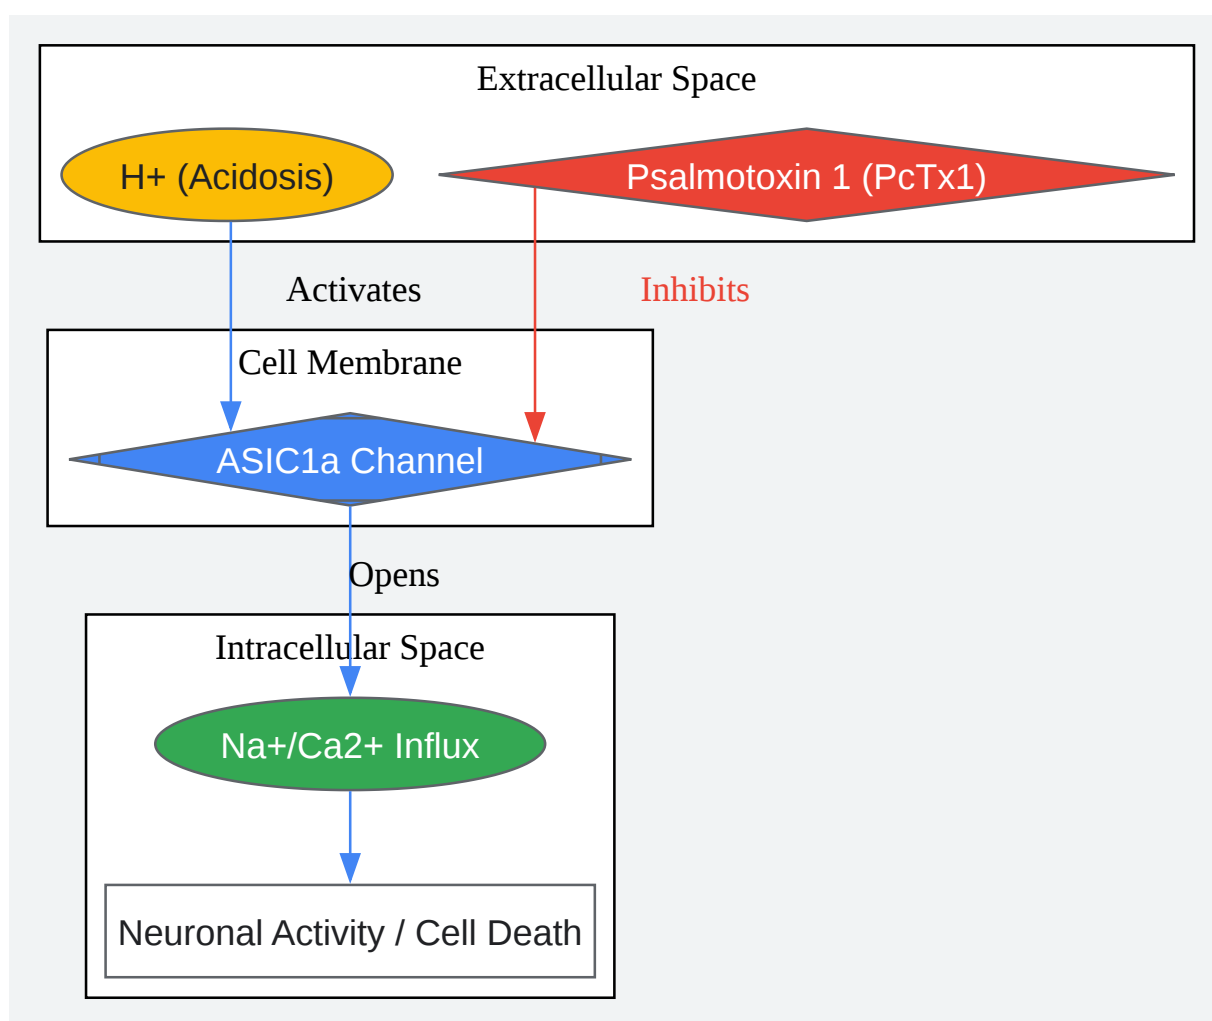 Extracellular Space
H+ (Acidosis)
Psalmotoxin 1 (PcTx1)
Activates
Inhibits
Cell Membrane
ASIC1a Channel
Opens
Intracellular Space
Na+/Ca2+ Influx
Neuronal Activity / Cell Death